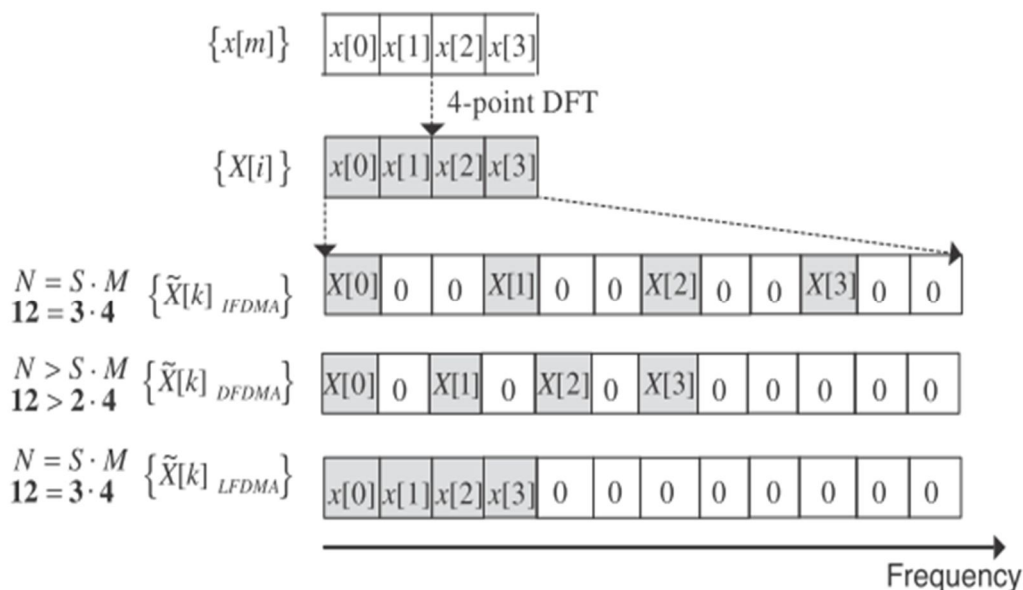 {x[m]} x[0] x[1] x[2] x[3]
4-point DFT
{X[i]} x[0] x[1] x[2] x[3]
N = S · M {X̃[k] IFDMA} X[0] 0 0 X[1] 0 0 X[2] 0 0 X[3] 0 0
12 = 3 · 4
N > S · M {X̃[k] DFDMA} X[0] 0 X[1] 0 X[2] 0 X[3] 0 0 0 0 0
12 > 2 · 4
N = S · M {X̃[k] LFDMA} x[0] x[1] x[2] x[3] 0 0 0 0 0 0 0 0
12 = 3 · 4
Frequency